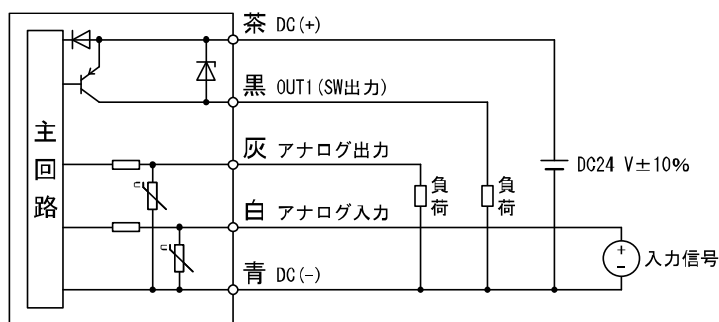 茶 DC(+)
黒 OUT1(SW出力)
灰 アナログ出力
白 アナログ入力
青 DC(-)
主回路
u
u
負荷
負荷
DC24 V±10%
+
-
入力信号